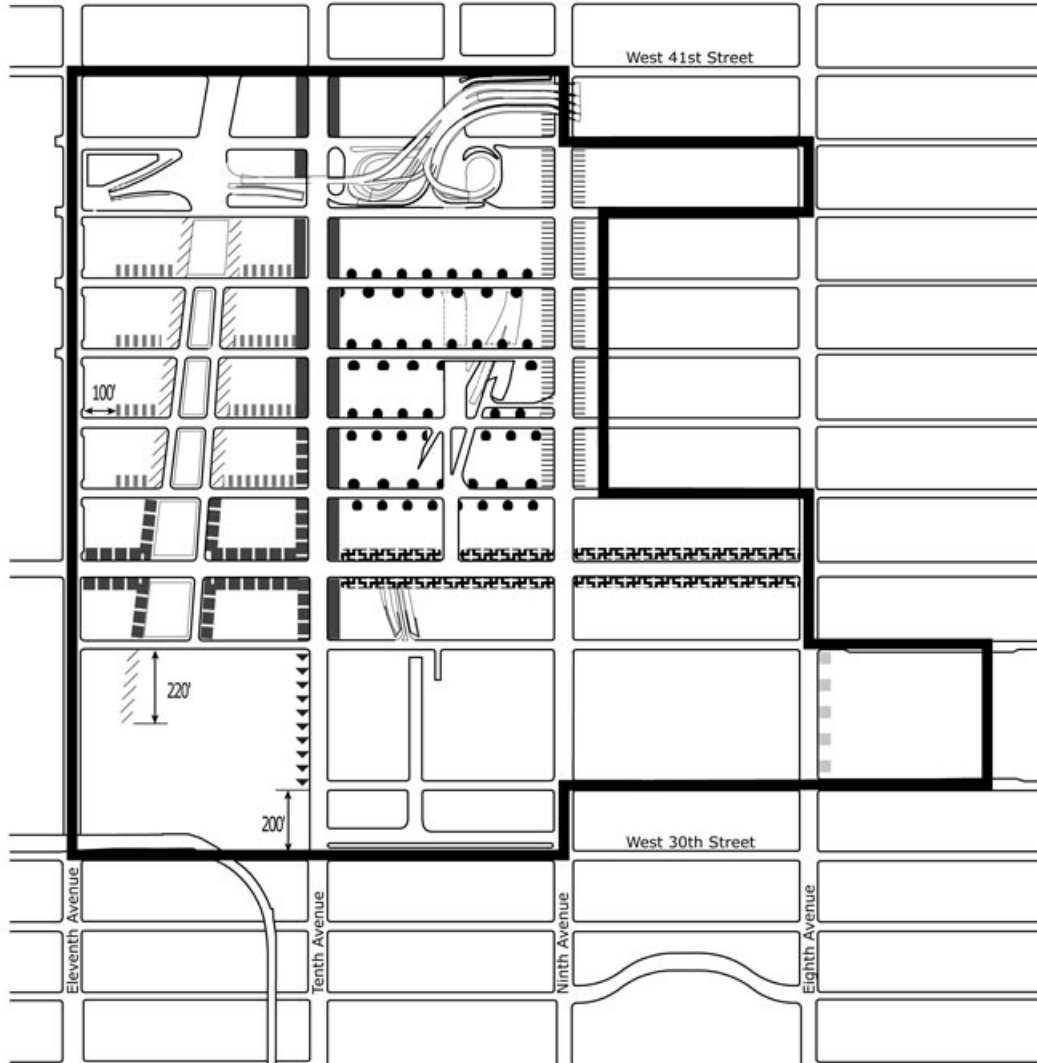 West 41st Street
100'
220'
200'
West 30th Street
Eleventh Avenue
Tenth Avenue
Ninth Avenue
Eighth Avenue